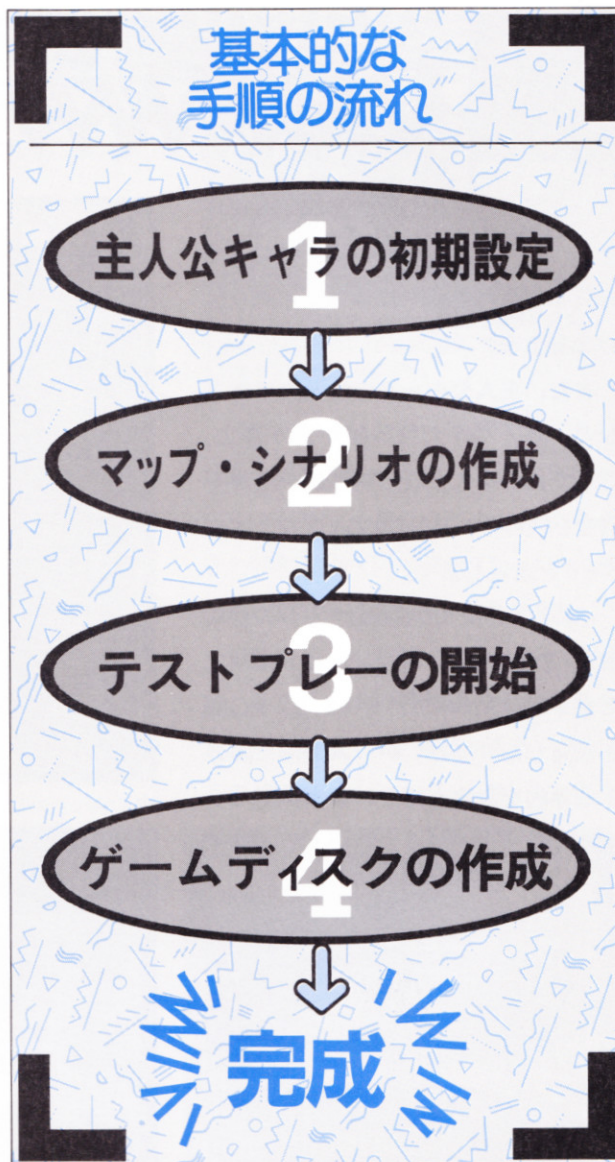 基本的な
手順の流れ
1
主人公キャラの初期設定
2
マップ・シナリオの作成
3
テストプレーの開始
4
ゲームディスクの作成
完成